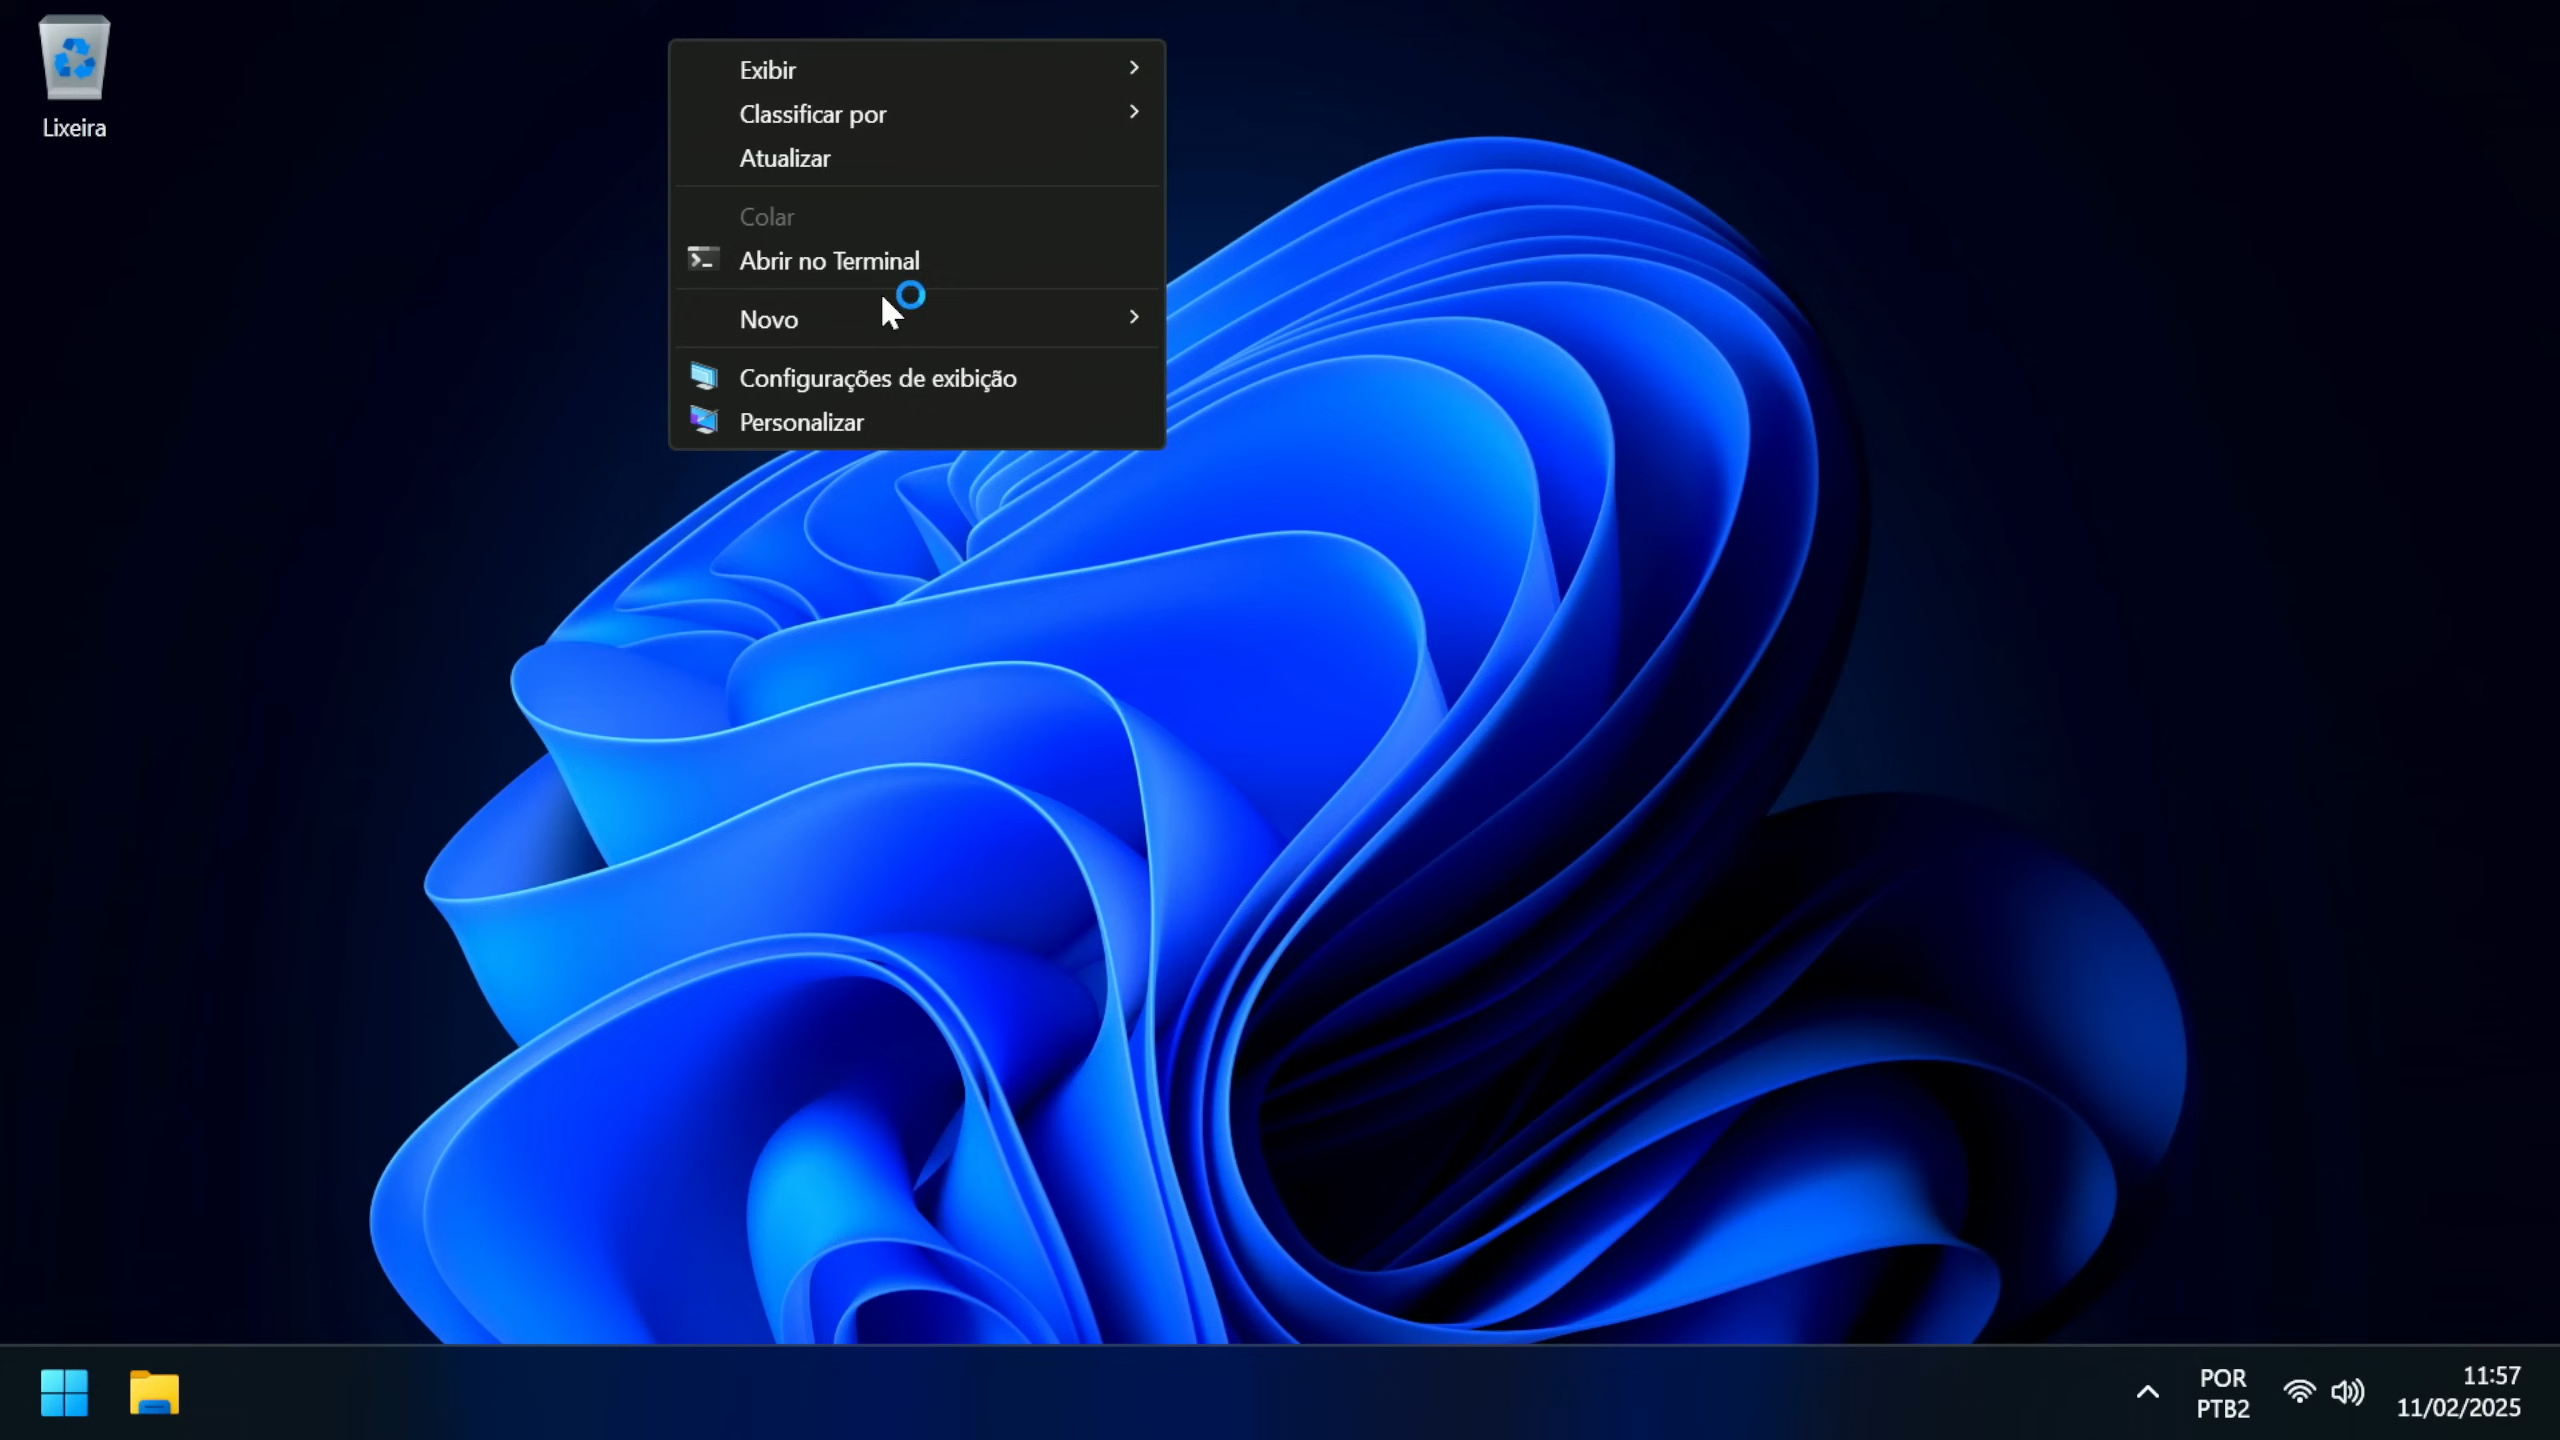 Lixeira
Exibir
Classificar por
Atualizar
Colar
Abrir no Terminal
Novo
Configurações de exibição
Personalizar
POR
PTB2
11:57
11/02/2025